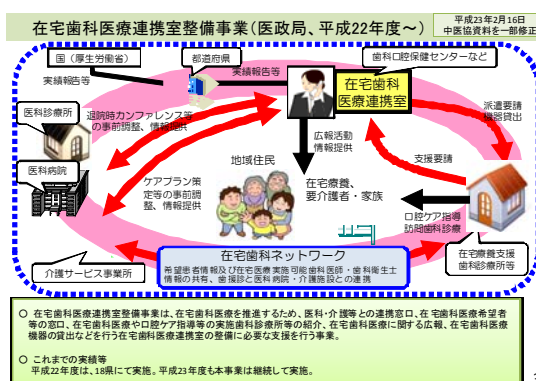 在宅歯科医療連携室整備事業(医政局、平成22年度～)
平成23年2月16日
中医協資料を一部修正
国(厚生労働省)
都道府県
歯科口腔保健センターなど
実績報告等
実績報告等
在宅歯科
医療連携室
医科診療所
退院時カンファレンス等
の事前調整、情報提供
派遣要請
機器貸出
広報活動
情報提供
医科病院
地域住民
支援要請
ケアプラン策
定等の事前調
整、情報提供
在宅療養、
要介護者・家族
口腔ケア指導
訪問歯科診療
在宅歯科ネットワーク
希望患者情報及び在宅医療実施可能歯科医師・歯科衛生士
情報の共有、歯援診と医科病院・介護施設との連携
介護サービス事業所
在宅療養支援
歯科診療所等
○ 在宅歯科医療連携室整備事業は、在宅歯科医療を推進するため、医科・介護等との連携窓口、在宅歯科希望者
等の窓口、在宅歯科医療や口腔ケア指導等の実施歯科診療所等の紹介、在宅歯科医療に関する広報、在宅歯科医療
機器の貸出などを行う在宅歯科医療連携室の整備に必要な支援を行う事業。
○ これまでの実績等
平成22年度は、18県にて実施。平成23年度も本事業は継続して実施。